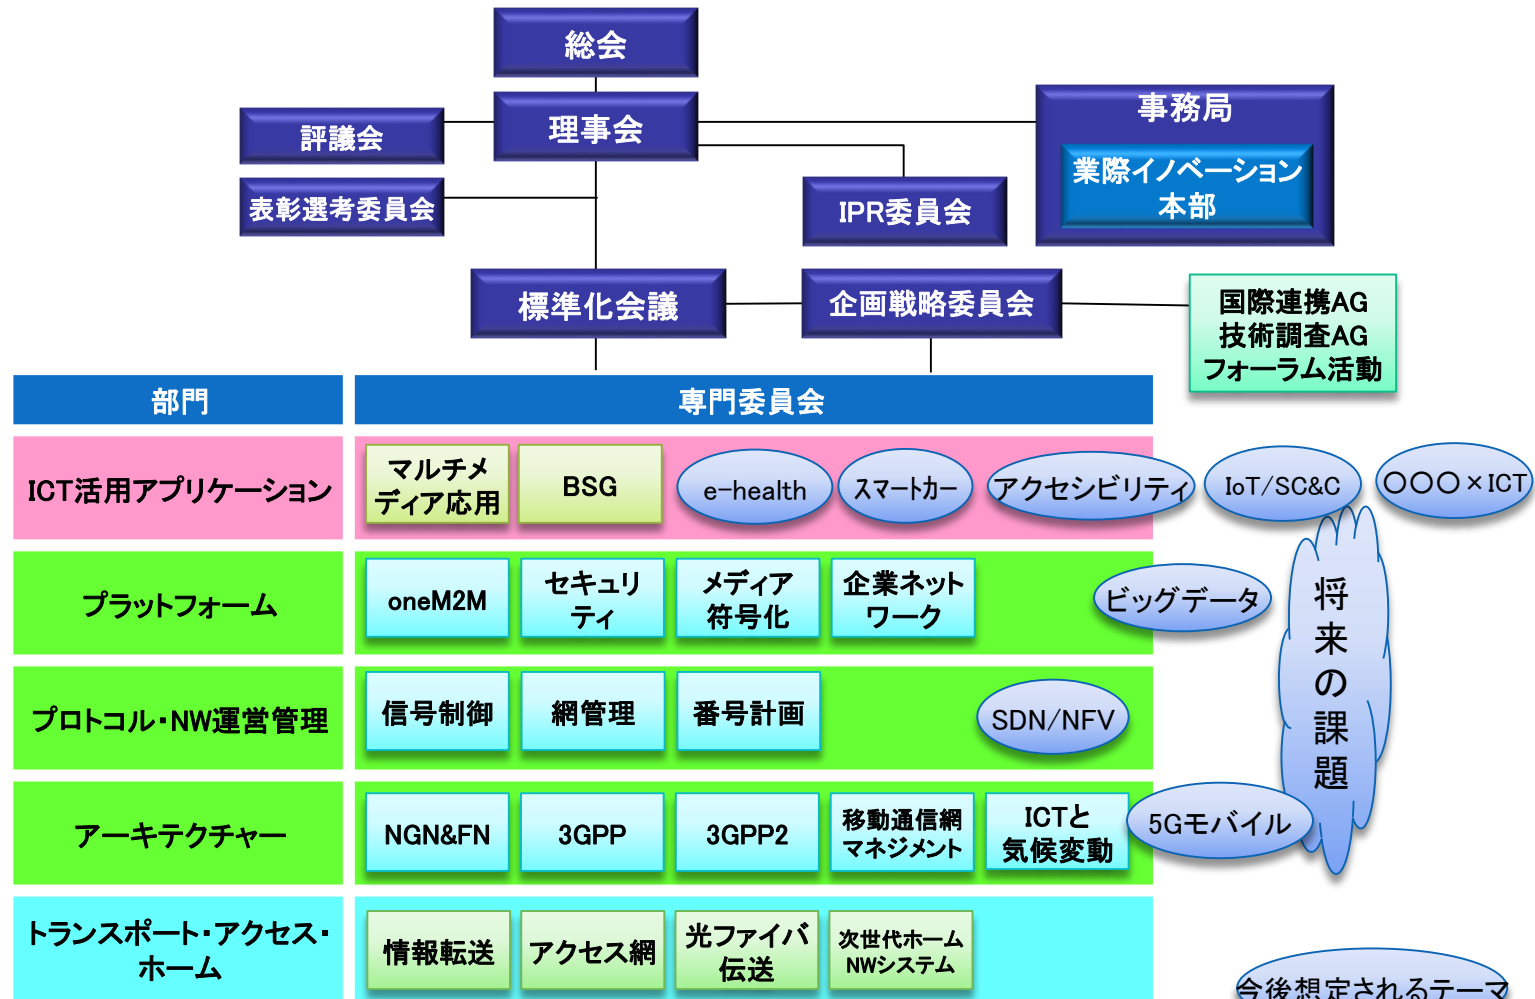 総会
理事会
評議会
表彰選考委員会
事務局
業際イノベーション
本部
IPR委員会
標準化会議
企画戦略委員会
国際連携AG
技術調査AG
フォーラム活動
部門
専門委員会
ICT活用アプリケーション
マルチメ
ディア応用
BSG
e-health
スマートカー
アクセシビリティ
IoT/SC&C
〇〇〇×ICT
プラットフォーム
oneM2M
セキュリ
ティ
メディア
符号化
企業ネット
ワーク
ビッグデータ
将
来
の
課
題
プロトコル・NW運営管理
信号制御
網管理
番号計画
SDN/NFV
アーキテクチャー
NGN&FN
3GPP
3GPP2
移動通信網
マネジメント
ICTと
気候変動
5Gモバイル
トランスポート・アクセス・
ホーム
情報転送
アクセス網
光ファイバ
伝送
次世代ホーム
NWシステム
今後想定されるテーマ